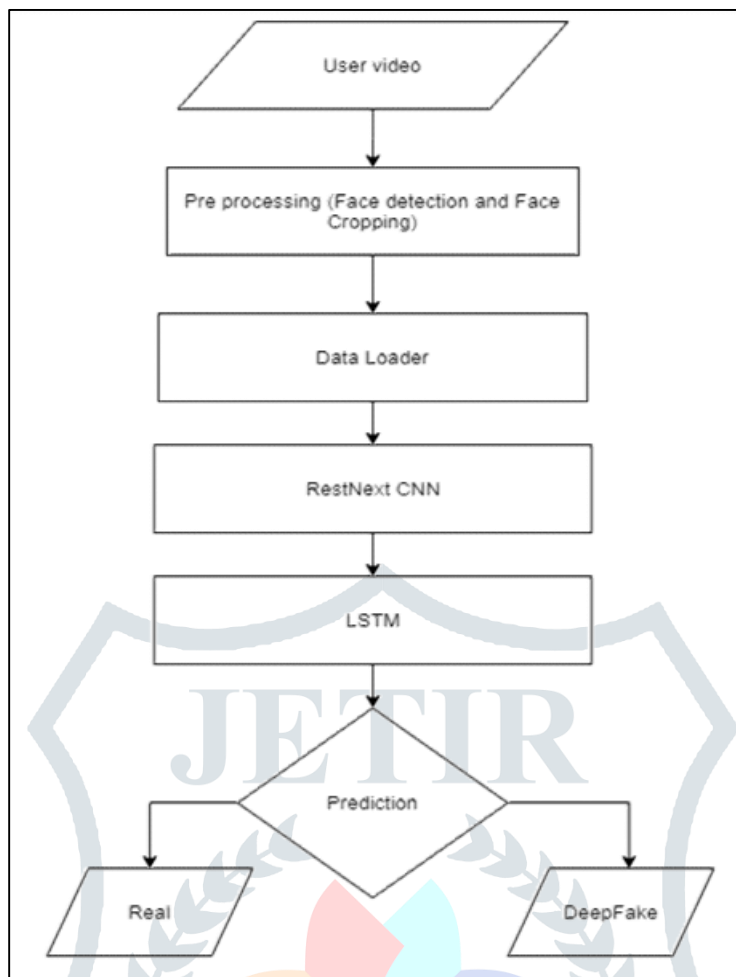 User video
Pre processing (Face detection and Face
Cropping)
Data Loader
RestNext CNN
LSTM
JETIR
Prediction
Real
DeepFake